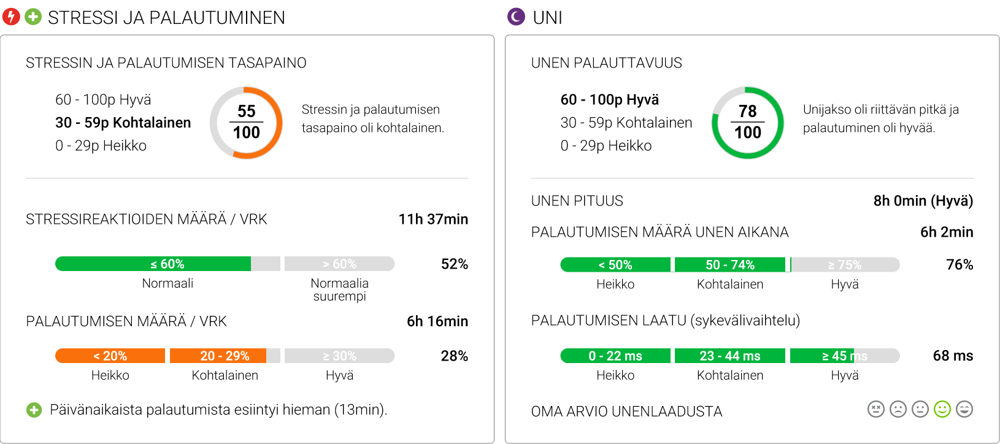 STRESSI JA PALAUTUMINEN
STRESSIN JA PALAUTUMISEN TASAPAINO
60 - 100p Hyvä
30 - 59p Kohtalainen
0 - 29p Heikko
55
100
Stressin ja palautumisen
tasapaino oli kohtalainen.
STRESSIREAKTIOIDEN MÄÄRÄ / VRK
11h 37min
≤ 60%
> 60%
52%
Normaali
Normaalia
suurempi
PALAUTUMISEN MÄÄRÄ / VRK
6h 16min
< 20%
20 - 29%
≥ 30%
28%
Heikko
Kohtalainen
Hyvä
Päivänaikaista palautumista esiintyi hieman (13min).
UNI
UNEN PALAUTTAVUUS
60 - 100p Hyvä
30 - 59p Kohtalainen
0 - 29p Heikko
78
100
Unijakso oli riittävän pitkä ja
palautuminen oli hyvää.
UNEN PITUUS
8h 0min (Hyvä)
PALAUTUMISEN MÄÄRÄ UNEN AIKANA
6h 2min
< 50%
50 - 74%
≥ 75%
76%
Heikko
Kohtalainen
Hyvä
PALAUTUMISEN LAATU (sykevälivaihtelu)
0 - 22 ms
23 - 44 ms
≥ 45 ms
68 ms
Heikko
Kohtalainen
Hyvä
OMA ARVIO UNENLAADUSTA